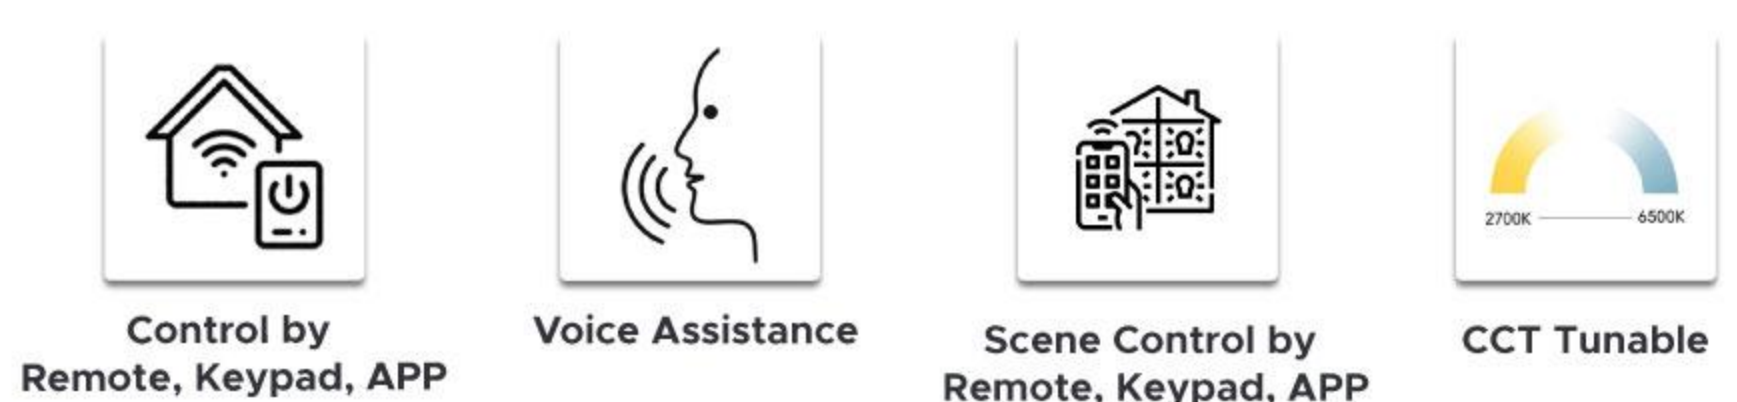 2700K
6500K
Control by
Remote, Keypad, APP
Voice Assistance
Scene Control by
Remote, Keypad, APP
CCT Tunable